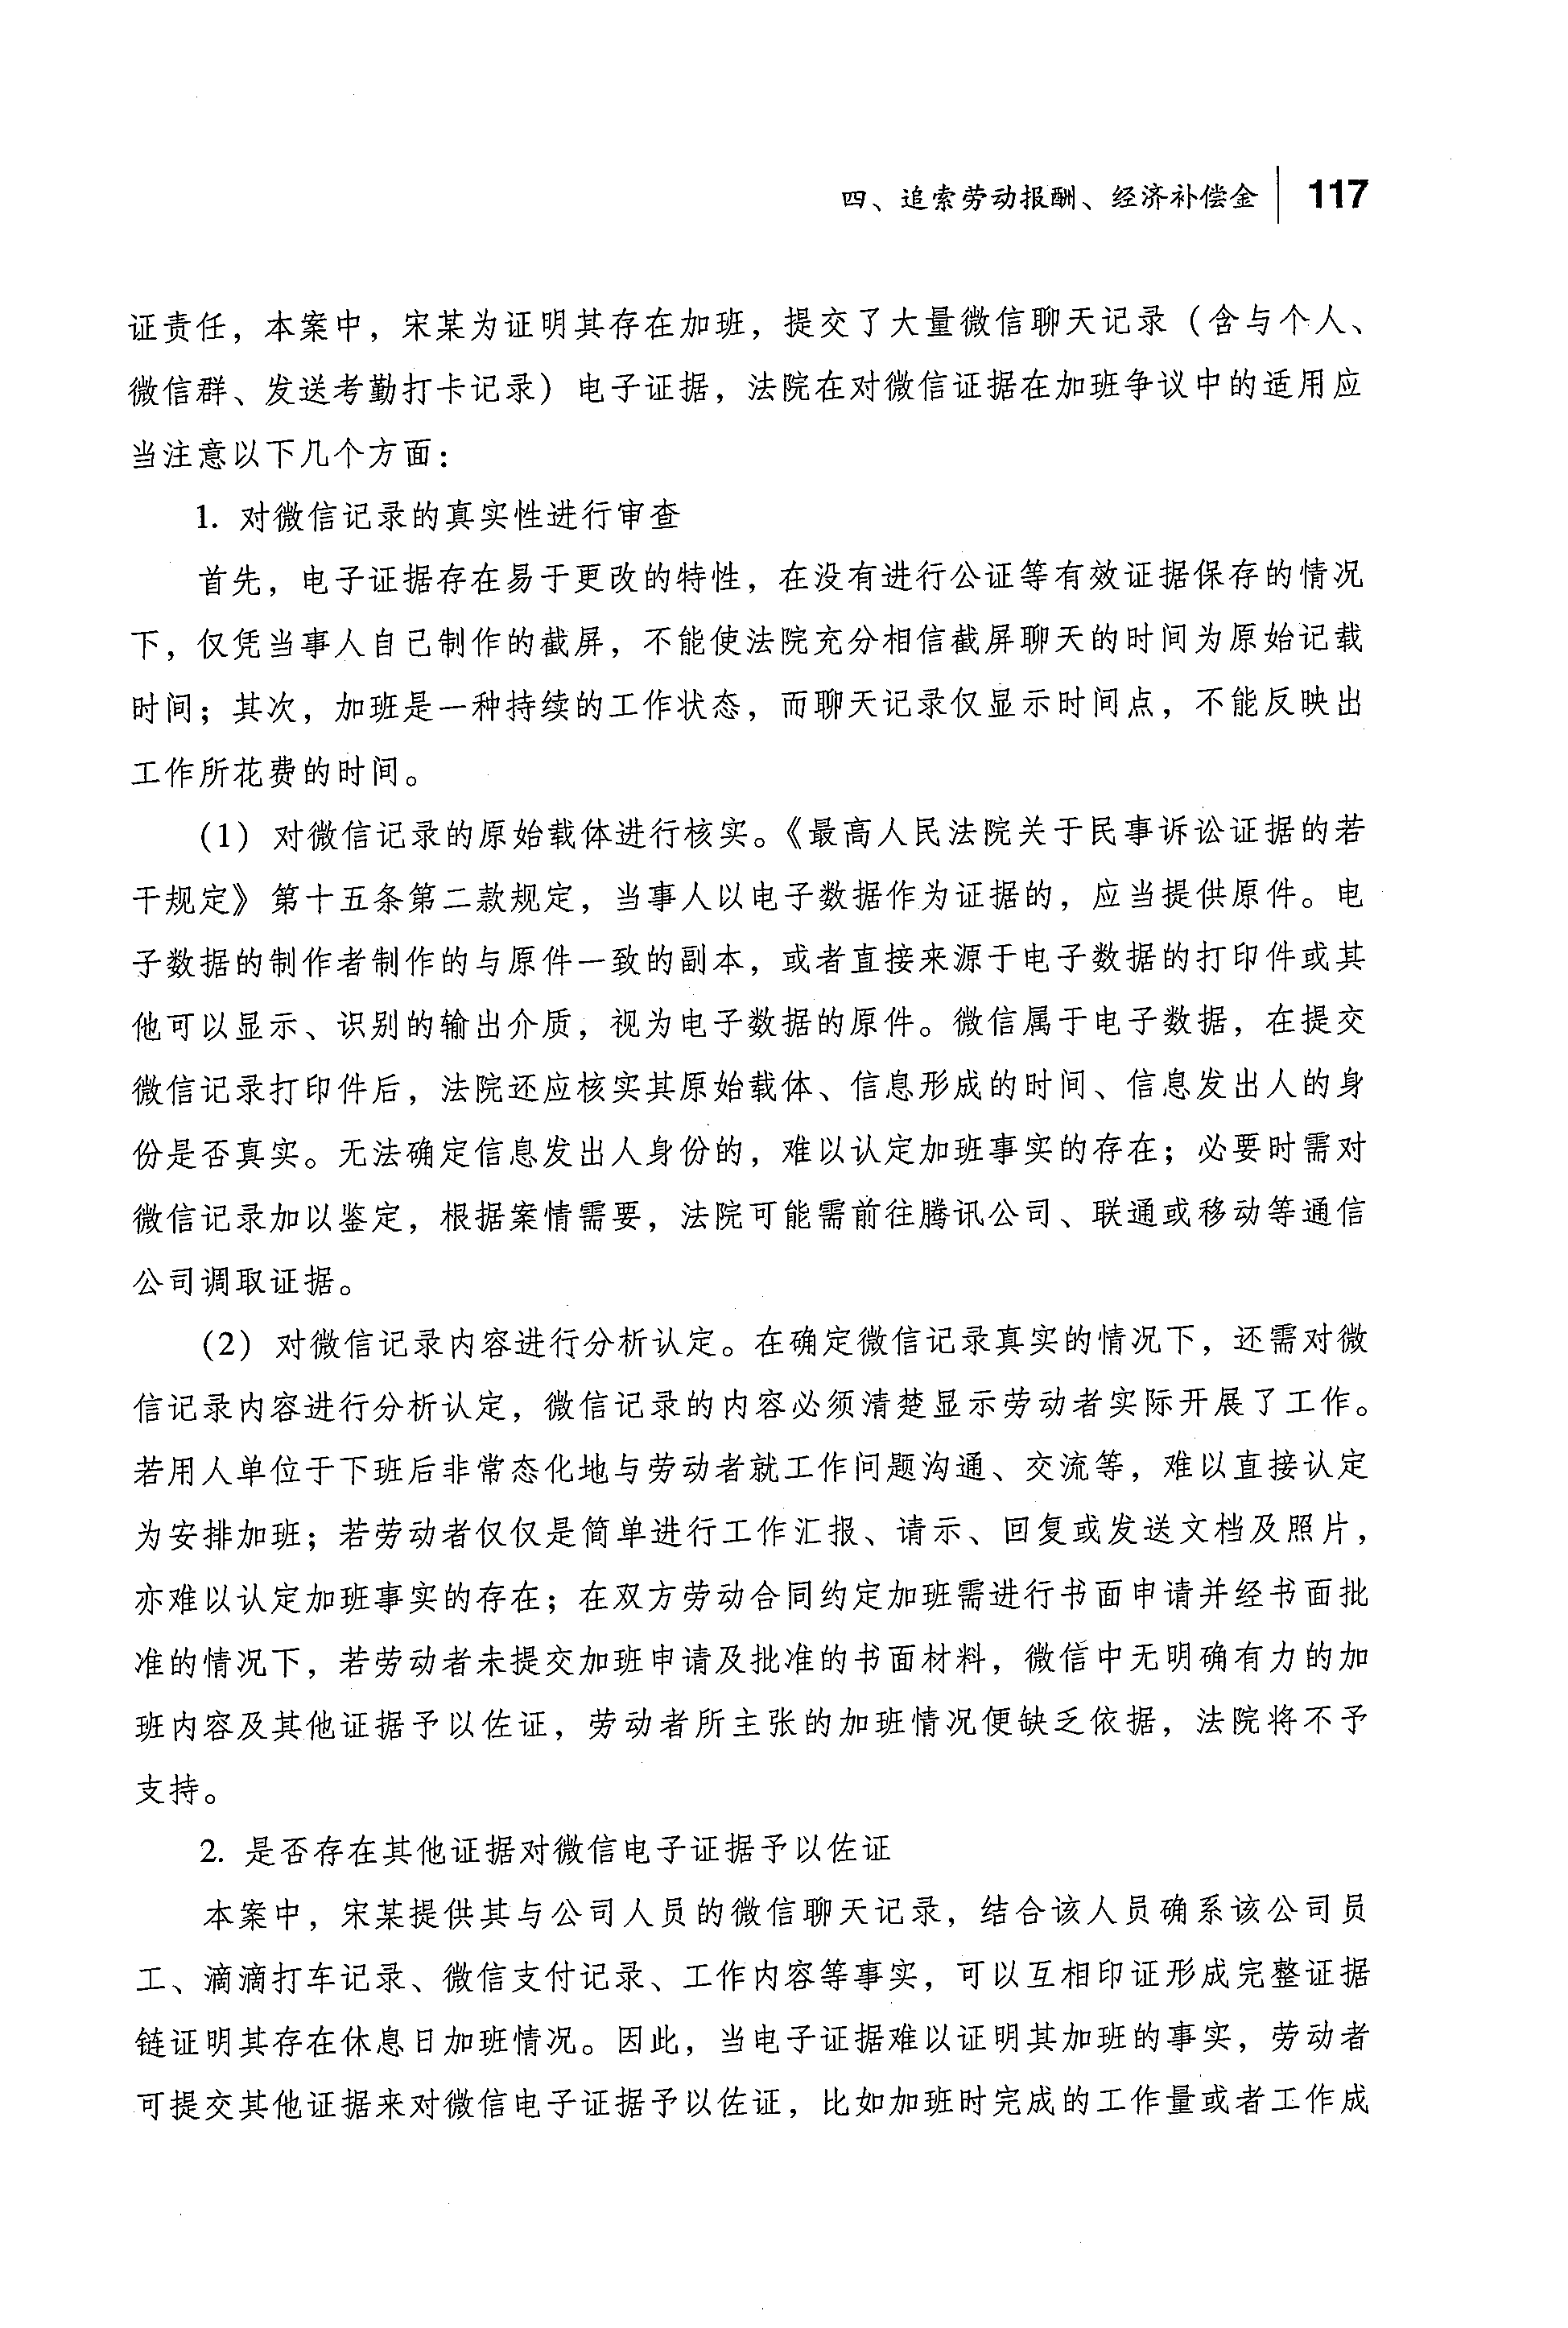 四、追索劳动报酬、经济补偿金 117
证责任，本案中，宋某为证明其存在加班，提交了大量微信聊天记录（含与个人、
微信群、发送考勤打卡记录）电子证据，法院在对微信证据在加班争议中的适用应
当注意以下几个方面：
1. 对微信记录的真实性进行审查
首先，电子证据存在易于更改的特性，在没有进行公证等有效证据保存的情况
下，仅凭当事人自己制作的截屏，不能使法院充分相信截屏聊天的时间为原始记载
时间；其次，加班是一种持续的工作状态，而聊天记录仅显示时间点，不能反映出
工作所花费的时间。
（1）对微信记录的原始载体进行核实。《最高人民法院关于民事诉讼证据的若
干规定》第十五条第二款规定，当事人以电子数据作为证据的，应当提供原件。电
子数据的制作者制作的与原件一致的副本，或者直接来源于电子数据的打印件或其
他可以显示、识别的输出介质，视为电子数据的原件。微信属于电子数据，在提交
微信记录打印件后，法院还应核实其原始载体、信息形成的时间、信息发出人的身
份是否真实。无法确定信息发出人身份的，难以认定加班事实的存在；必要时需对
微信记录加以鉴定，根据案情需要，法院可能需前往腾讯公司、联通或移动等通信
公司调取证据。
（2）对微信记录内容进行分析认定。在确定微信记录真实的情况下，还需对微
信记录内容进行分析认定，微信记录的内容必须清楚显示劳动者实际开展了工作。
若用人单位于下班后非常态化地与劳动者就工作问题沟通、交流等，难以直接认定
为安排加班；若劳动者仅仅是简单进行工作汇报、请示、回复或发送文档及照片，
亦难以认定加班事实的存在；在双方劳动合同约定加班需进行书面申请并经书面批
准的情况下，若劳动者未提交加班申请及批准的书面材料，微信中无明确有力的加
班内容及其他证据予以佐证，劳动者所主张的加班情况便缺乏依据，法院将不予
支持。
2. 是否存在其他证据对微信电子证据予以佐证
本案中，宋某提供其与公司人员的微信聊天记录，结合该人员确系该公司员
工、滴滴打车记录、微信支付记录、工作内容等事实，可以互相印证形成完整证据
链证明其存在休息日加班情况。因此，当电子证据难以证明其加班的事实，劳动者
可提交其他证据来对微信电子证据予以佐证，比如加班时完成的工作量或者工作成